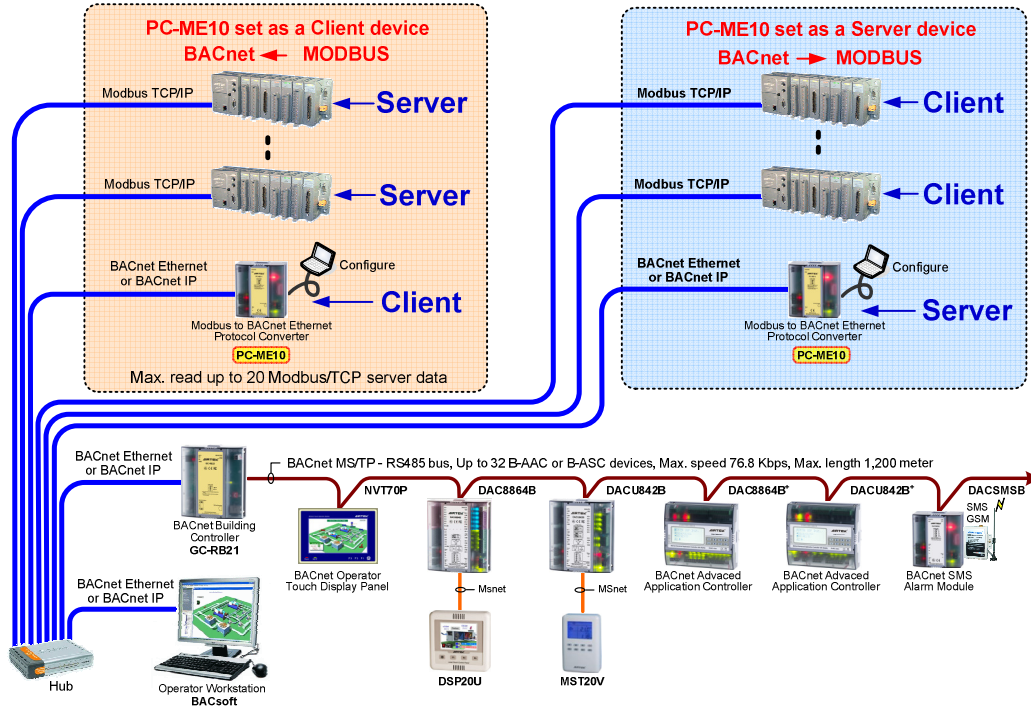 PC-ME10 set as a Client device
BACnet MODBUS
Modbus TCP/IP
Server
Modbus TCP/IP
Server
BACnet Ethernet
or BACnet IP
Configure
Client
Modbus to BACnet Ethernet
Protocol Converter
PC-ME10
Max. read up to 20 Modbus/TCP server data
PC-ME10 set as a Server device
BACnet MODBUS
Modbus TCP/IP
Client
Modbus TCP/IP
Client
BACnet Ethernet
or BACnet IP
Configure
Server
Modbus to BACnet Ethernet
Protocol Converter
PC-ME10
BACnet Ethernet
or BACnet IP
BACnet MS/TP - RS485 bus, Up to 32 B-AAC or B-ASC devices, Max. speed 76.8 Kbps, Max. length 1,200 meter
NVT70P
DAC8864B
DACU842B
DAC8864B+
DACU842B+
DACSMSB
SMS
GSM
BACnet Building
Controller
GC-RB21
BACnet Operator
Touch Display Panel
BACnet Advaced
Application Controller
BACnet Advaced
Application Controller
BACnet SMS
Alarm Module
Msnet
MSnet
DSP20U
MST20V
BACnet Ethernet
or BACnet IP
Hub
Operator Workstation
BACsoft